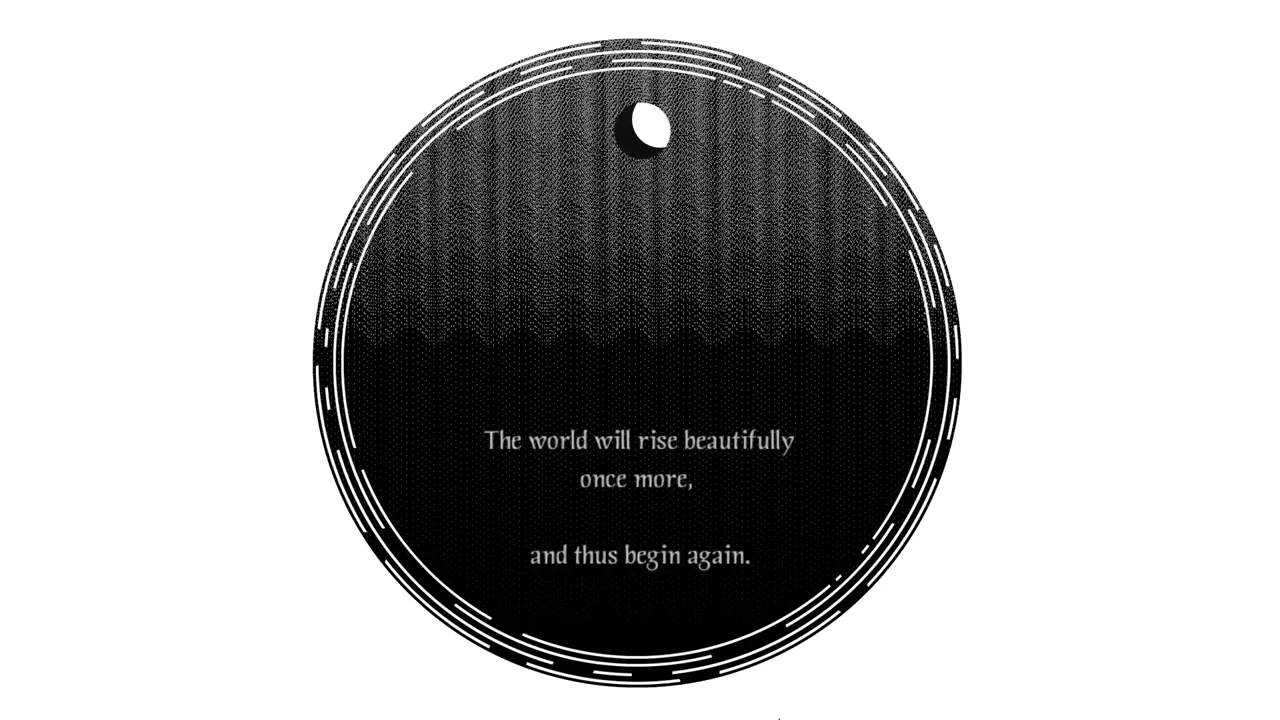 The world will rise beautifully
once more,
and thus begin again.